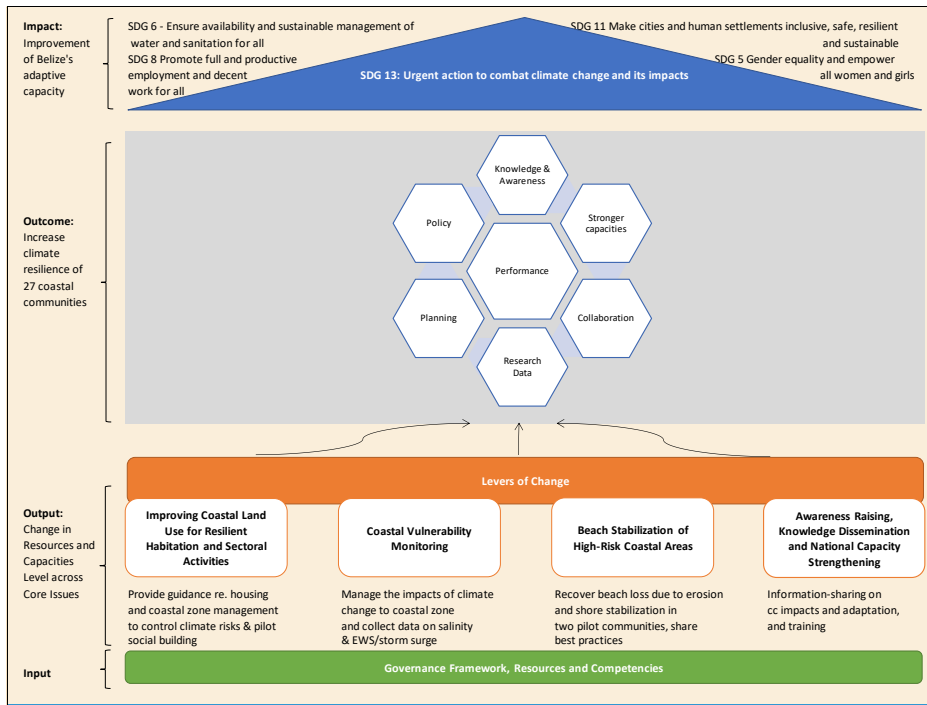 Impact:
Improvement
of Belize's
adaptive
capacity
SDG 6 - Ensure availability and sustainable management of
water and sanitation for all
SDG 8 Promote full and productive
employment and decent
work for all
SDG 11 Make cities and human settlements inclusive, safe, resilient
and sustainable
SDG 5 Gender equality and empower
all women and girls
SDG 13: Urgent action to combat climate change and its impacts
Outcome:
Increase
climate
resilience of
27 coastal
communities
Knowledge &
Awareness
Policy
Stronger
capacities
Performance
Planning
Collaboration
Research
Data
Levers of Change
Output:
Change in
Resources and
Capacities
Level across
Core Issues
Improving Coastal Land
Use for Resilient
Habitation and Sectoral
Activities
Coastal Vulnerability
Monitoring
Beach Stabilization of
High-Risk Coastal Areas
Awareness Raising,
Knowledge Dissemination
and National Capacity
Strengthening
Provide guidance re. housing
and coastal zone management
to control climate risks & pilot
social building
Manage the impacts of climate
change to coastal zone
and collect data on salinity
& EWS/storm surge
Recover beach loss due to erosion
and shore stabilization in
two pilot communities, share
best practices
Information-sharing on
cc impacts and adaptation,
and training
Input
Governance Framework, Resources and Competencies